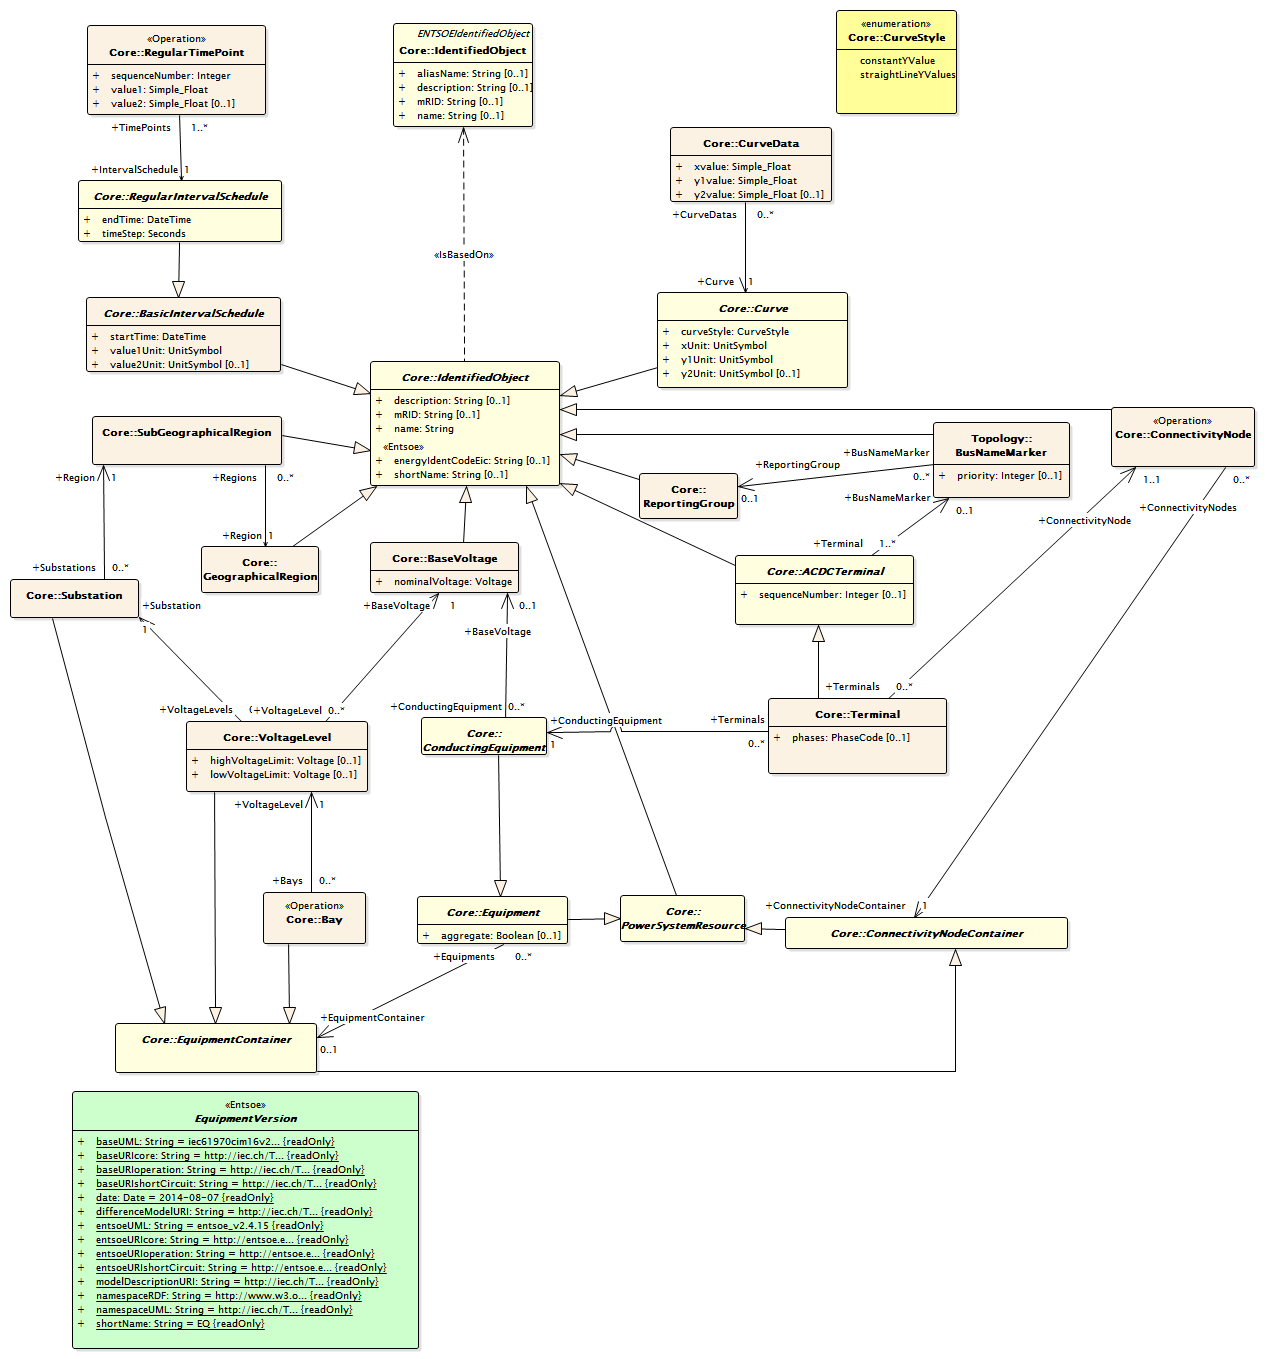 «Operation»
Core::RegularTimePoint
+ sequenceNumber: Integer
+ value1: Simple_Float
+ value2: Simple_Float [0..1]
ENTSOEIdentifiedObject
Core::IdentifiedObject
+ aliasName: String [0..1]
+ description: String [0..1]
+ mRID: String [0..1]
+ name: String [0..1]
«enumeration»
Core::CurveStyle
constantYValue
straightLineYValues
+TimePoints 1..*
+IntervalSchedule 1
Core::CurveData
+ xvalue: Simple_Float
+ y1value: Simple_Float
+ y2value: Simple_Float [0..1]
+CurveDatas 0..*
Core::RegularIntervalSchedule
+ endTime: DateTime
+ timeStep: Seconds
«IsBasedOn»
+Curve 1
Core::BasicIntervalSchedule
+ startTime: DateTime
+ value1Unit: UnitSymbol
+ value2Unit: UnitSymbol [0..1]
Core::Curve
+ curveStyle: CurveStyle
+ xUnit: UnitSymbol
+ y1Unit: UnitSymbol
+ y2Unit: UnitSymbol [0..1]
Core::IdentifiedObject
+ description: String [0..1]
+ mRID: String [0..1]
+ name: String
«Entsoe»
+ energyIdentCodeEic: String [0..1]
+ shortName: String [0..1]
Core::SubGeographicalRegion
+Region 1
+Regions 0..*
+Region 1
Core::
GeographicalRegion
«Operation»
Core::ConnectivityNode
Topology::
BusNameMarker
+ priority: Integer [0..1]
+BusNameMarker
0..*
+ReportingGroup
0..1
Core::
ReportingGroup
+BusNameMarker
0..1
1..1
+ConnectivityNode
0..*
+ConnectivityNodes
+Terminal 1..*
Core::ACDCTerminal
+ sequenceNumber: Integer [0..1]
Core::BaseVoltage
+ nominalVoltage: Voltage
+BaseVoltage 1
0..1
+BaseVoltage
+Substations 0..*
Core::Substation
+Substation
1
+VoltageLevels
+VoltageLevel 0..*
Core::VoltageLevel
+ highVoltageLimit: Voltage [0..1]
+ lowVoltageLimit: Voltage [0..1]
+VoltageLevel 1
+ConductingEquipment 0..*
Core::
ConductingEquipment
+ConductingEquipment
1
+Terminals
0..*
+Terminals 0..*
Core::Terminal
+ phases: PhaseCode [0..1]
+Bays 0..*
«Operation»
Core::Bay
Core::Equipment
+ aggregate: Boolean [0..1]
+Equipments 0..*
Core::
PowerSystemResource
+ConnectivityNodeContainer 1
Core::ConnectivityNodeContainer
+EquipmentContainer
0..1
Core::EquipmentContainer
«Entsoe»
EquipmentVersion
+ baseUML: String = iec61970cim16v2... {readOnly}
+ baseURIcore: String = http://iec.ch/T... {readOnly}
+ baseURIoperation: String = http://iec.ch/T... {readOnly}
+ baseURIshortCircuit: String = http://iec.ch/T... {readOnly}
+ date: Date = 2014-08-07 {readOnly}
+ differenceModelURI: String = http://iec.ch/T... {readOnly}
+ entsoeUML: String = entsoe_v2.4.15 {readOnly}
+ entsoeURIcore: String = http://entsoe.e... {readOnly}
+ entsoeURIoperation: String = http://entsoe.e... {readOnly}
+ entsoeURIshortCircuit: String = http://entsoe.e... {readOnly}
+ modelDescriptionURI: String = http://iec.ch/T... {readOnly}
+ namespaceRDF: String = http://www.w3.o... {readOnly}
+ namespaceUML: String = http://iec.ch/T... {readOnly}
+ shortName: String = EQ {readOnly}